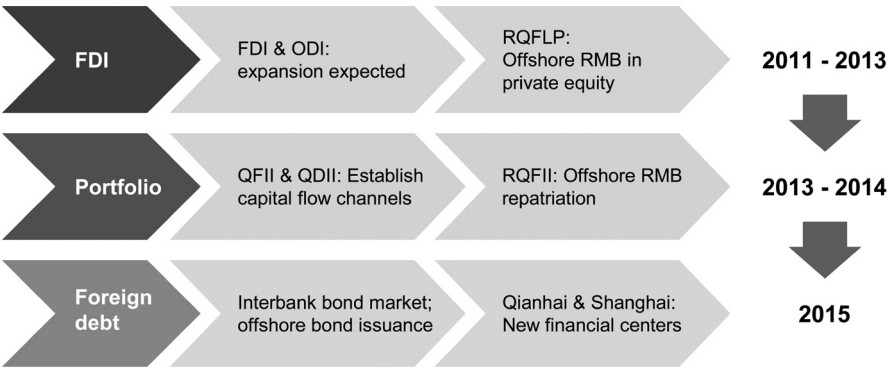 FDI
FDI & ODI:
expansion expected
RQFLP:
Offshore RMB in
private equity
2011 - 2013
Portfolio
QFII & QDII: Establish
capital flow channels
RQFII: Offshore RMB
repatriation
2013 - 2014
Foreign
debt
Interbank bond market;
offshore bond issuance
Qianhai & Shanghai:
New financial centers
2015